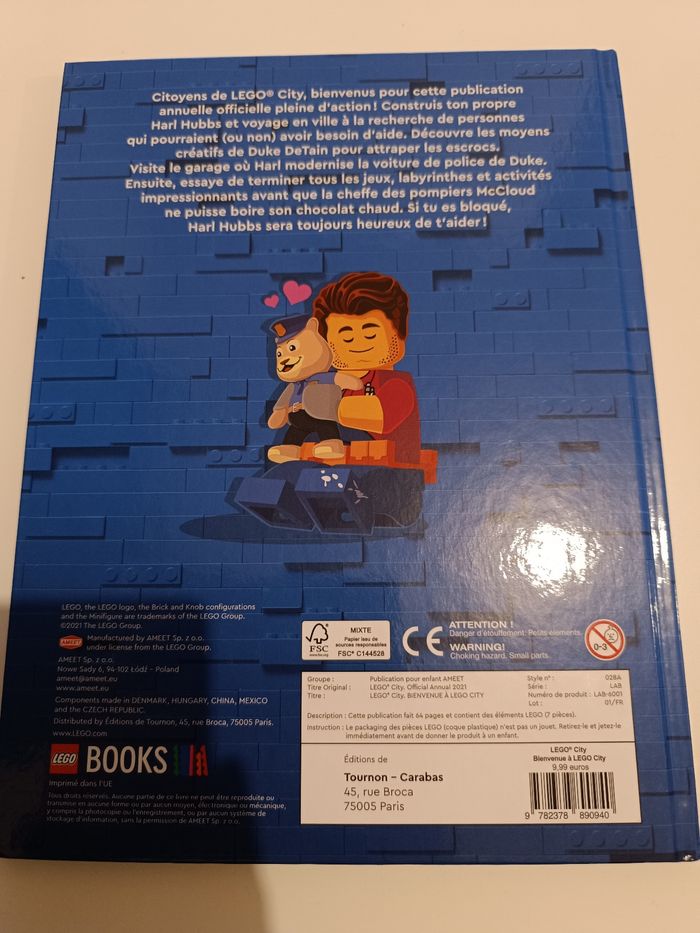 Citoyens de LEGO® City, bienvenus pour cette publication
annuelle officielle pleine d'action! Construis ton propre
Harl Hubbs et voyage en ville à la recherche de personnes
qui pourraient (ou non) avoir besoin d'aide. Découvre les moyens
créatifs de Duke DeTain pour attraper les escrocs.
Visite le garage où Harl modernise la voiture de police de Duke.
Ensuite, essaye de terminer tous les jeux, labyrinthes et activités
impressionnants avant que la cheffe des pompiers McCloud
ne puisse boire son chocolat chaud. Si tu es bloqué,
Harl Hubbs sera toujours heureux de t'aider!
LEGO, the LEGO logo, the Brick and Knob configurations
and the Minifigure are trademarks of the LEGO Group.
©2021 The LEGO Group.
AMEET
Manufactured by AMEET Sp. z o.o.
under license from the LEGO Group.
AMEET Sp. z o.o.
Nowe Sady 6, 94-102 Łódź – Poland
ameet@ameet.eu
www.ameet.eu
Components made in DENMARK, HUNGARY, CHINA, MEXICO
and the CZECH REPUBLIC.
Distributed by Éditions de Tournon, 45, rue Broca, 75005 Paris.
www.LEGO.com
LEGO BOOKS
Imprimé dans l'UE
Tous droits réservés. Aucune partie de ce livre ne peut être reproduite ou
transmise en aucune forme ou par aucun moyen, électronique ou mécanique,
y compris la photocopie ou l'enregistrement, ou par aucun système de
stockage d'information, sans la permission de AMEET Sp. z o.o.
FSC
www.fsc.org
MIXTE
Papier issu de
sources responsables
FSC® C144528
CE
ATTENTION !
Danger d'étouffement: Petits éléments.
WARNING!
Choking hazard. Small parts.
0-3
Groupe : Publication pour enfant AMEET
Titre Original : LEGO® City. Official Annual 2021
Titre : LEGO® City. BIENVENUE À LEGO CITY
Style n° : 028A
Série : LAB
Numéro de produit : LAB-6001
Lot : 01/FR
Description : Cette publication fait 64 pages et contient des éléments LEGO (7 pièces).
Instruction : Le packaging des pièces LEGO (coque plastique) n'est pas un jouet. Retirez-le et jetez-le
immédiatement avant de donner le produit à un enfant.
Éditions de
Tournon – Carabas
45, rue Broca
75005 Paris
LEGO® City
Bienvenue à LEGO City
9,99 euros
9 782378 890940